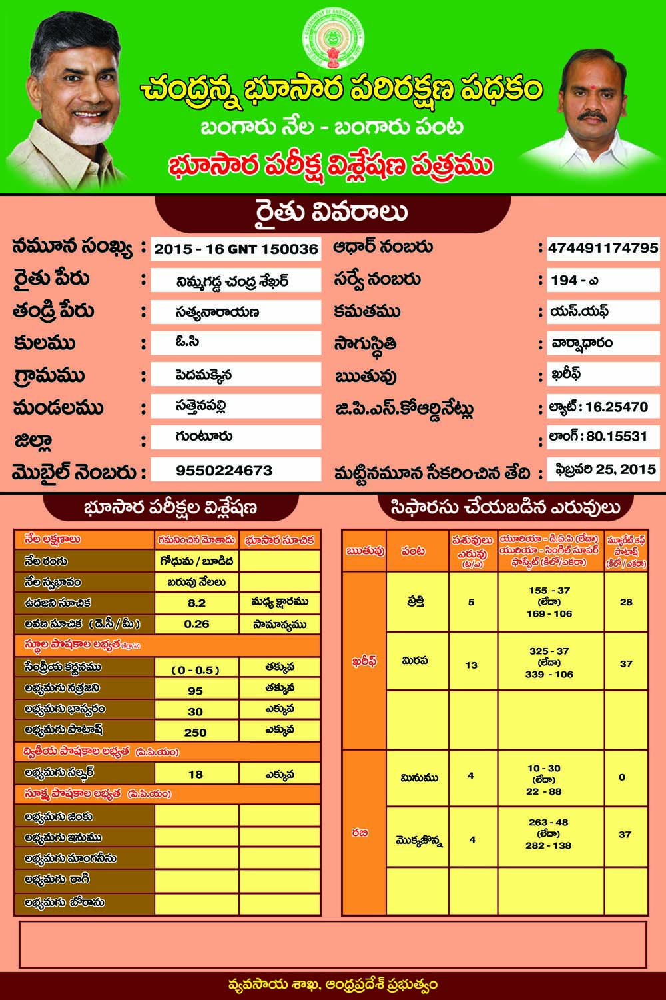 GOVERNMENT OF ANDHRA PRADESH
చంద్రన్న భూసార పరిరక్షణ పధకం
బంగారు నేల - బంగారు పంట
భూసార పరీక్ష విశ్లేషణ పత్రము
రైతు వివరాలు
నమూన సంఖ్య : 2015 - 16 GNT 150036 ఆధార్ నంబరు : 474491174795
రైతు పేరు : నిమ్మగడ్డ చంద్ర శేఖర్ సర్వే నంబరు : 194 - ఎ
తండ్రి పేరు : సత్యనారాయణ కమతము : యస్.యఫ్
కులము : ఓ.సి సాగుస్ధితి : వార్షాధారం
గ్రామము : పెదమక్కెన ఋతువు : ఖరీఫ్
మండలము : సత్తెనపల్లి జి.పి.ఎస్.కోఆర్డినేట్లు : ల్యాట్ : 16.25470
జిల్లా : గుంటూరు : లాంగ్ : 80.15531
మొబైల్ నెంబరు : 9550224673 మట్టినమూన సేకరించిన తేది : ఫిబ్రవరి 25, 2015
భూసార పరీక్షల విశ్లేషణ
నేల లక్షణాలు గమనించిన మోతాదు భూసార సూచిక
నేల రంగు గోధుమ / బూడిద
నేల స్వభావం బరువు నేలలు
ఉదజని సూచిక 8.2 మధ్య క్షారము
లవణ సూచిక (డె.సీ / మీ) 0.26 సామాన్యము
స్థూల పోషకాల లభ్యత
సేంద్రీయ కర్బనము ( 0 - 0.5 ) తక్కువ
లభ్యమగు నత్రజని 95 తక్కువ
లభ్యమగు భాస్వరం 30 ఎక్కువ
లభ్యమగు పొటాష్ 250 ఎక్కువ
ద్వితీయ పోషకాల లభ్యత (పి.పి.యం)
లభ్యమగు సల్ఫర్ 18 ఎక్కువ
సూక్ష్మ పోషకాల లభ్యత (పి.పి.యం)
లభ్యమగు జింకు
లభ్యమగు ఇనుము
లభ్యమగు మాంగనీసు
లభ్యమగు రాగి
లభ్యమగు బోరాను
సిఫారసు చేయబడిన ఎరువులు
ఋతువు పంట పశువులు ఎరువు (ట/ఎ) యూరియా - డి.ఏ.పి (లేదా) యురియా - సింగిల్ సూపర్ ఫాస్ఫేట్ (కిలో/ఎకరా) మ్యూరేట్ ఆఫ్ పొటాష్ (కిలో / ఎకరా)
ఖరీఫ్
ప్రత్తి 5 155 - 37 (లేదా) 169 - 106 28
మిరప 13 325 - 37 (లేదా) 339 - 106 37
రబి
మినుము 4 10 - 30 (లేదా) 22 - 88 0
మొక్కజొన్న 4 263 - 48 (లేదా) 282 - 138 37
వ్యవసాయ శాఖ, ఆంధ్రప్రదేశ్ ప్రభుత్వం